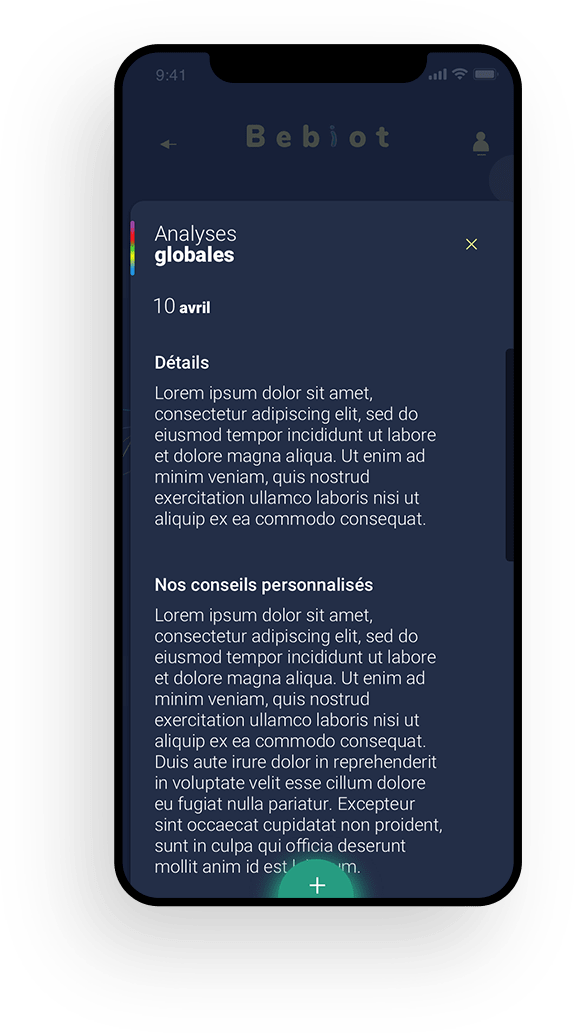 9:41
Bebiot
Analyses
globales
10 avril
Détails
Lorem ipsum dolor sit amet,
consectetur adipiscing elit, sed do
eiusmod tempor incididunt ut labore
et dolore magna aliqua. Ut enim ad
minim veniam, quis nostrud
exercitation ullamco laboris nisi ut
aliquip ex ea commodo consequat.
Nos conseils personnalisés
Lorem ipsum dolor sit amet,
consectetur adipiscing elit, sed do
eiusmod tempor incididunt ut labore
et dolore magna aliqua. Ut enim ad
minim veniam, quis nostrud
exercitation ullamco laboris nisi ut
aliquip ex ea commodo consequat.
Duis aute irure dolor in reprehenderit
in voluptate velit esse cillum dolore
eu fugiat nulla pariatur. Excepteur
sint occaecat cupidatat non proident,
sunt in culpa qui officia deserunt
mollit anim id est